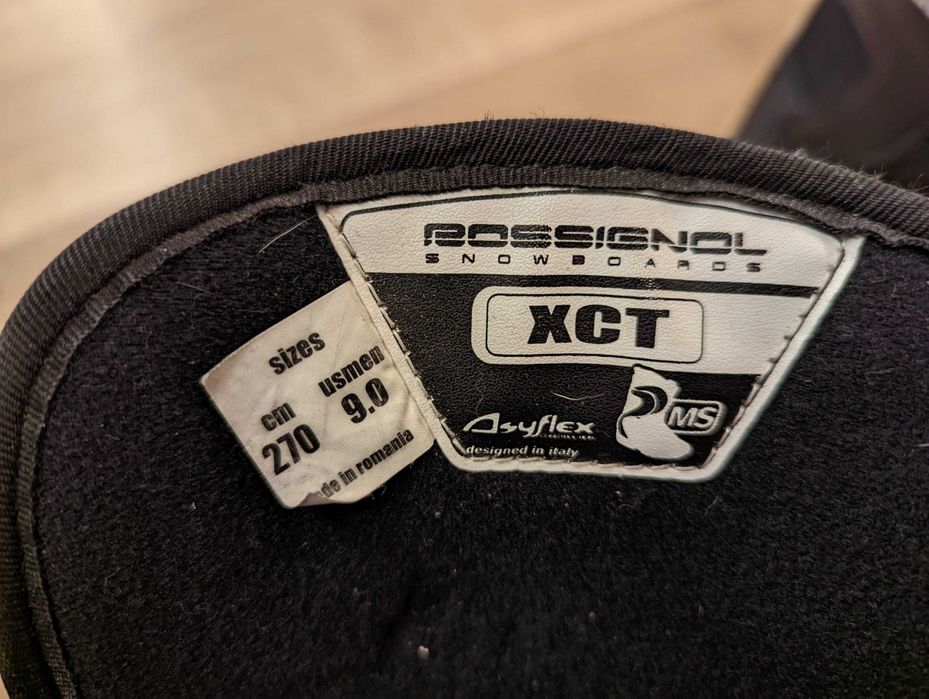 ROSSIGNOL
SNOWBOARDS
XCT
Asyflex
MS
designed in italy
sizes
cm usmen
270 9.0
de in romania